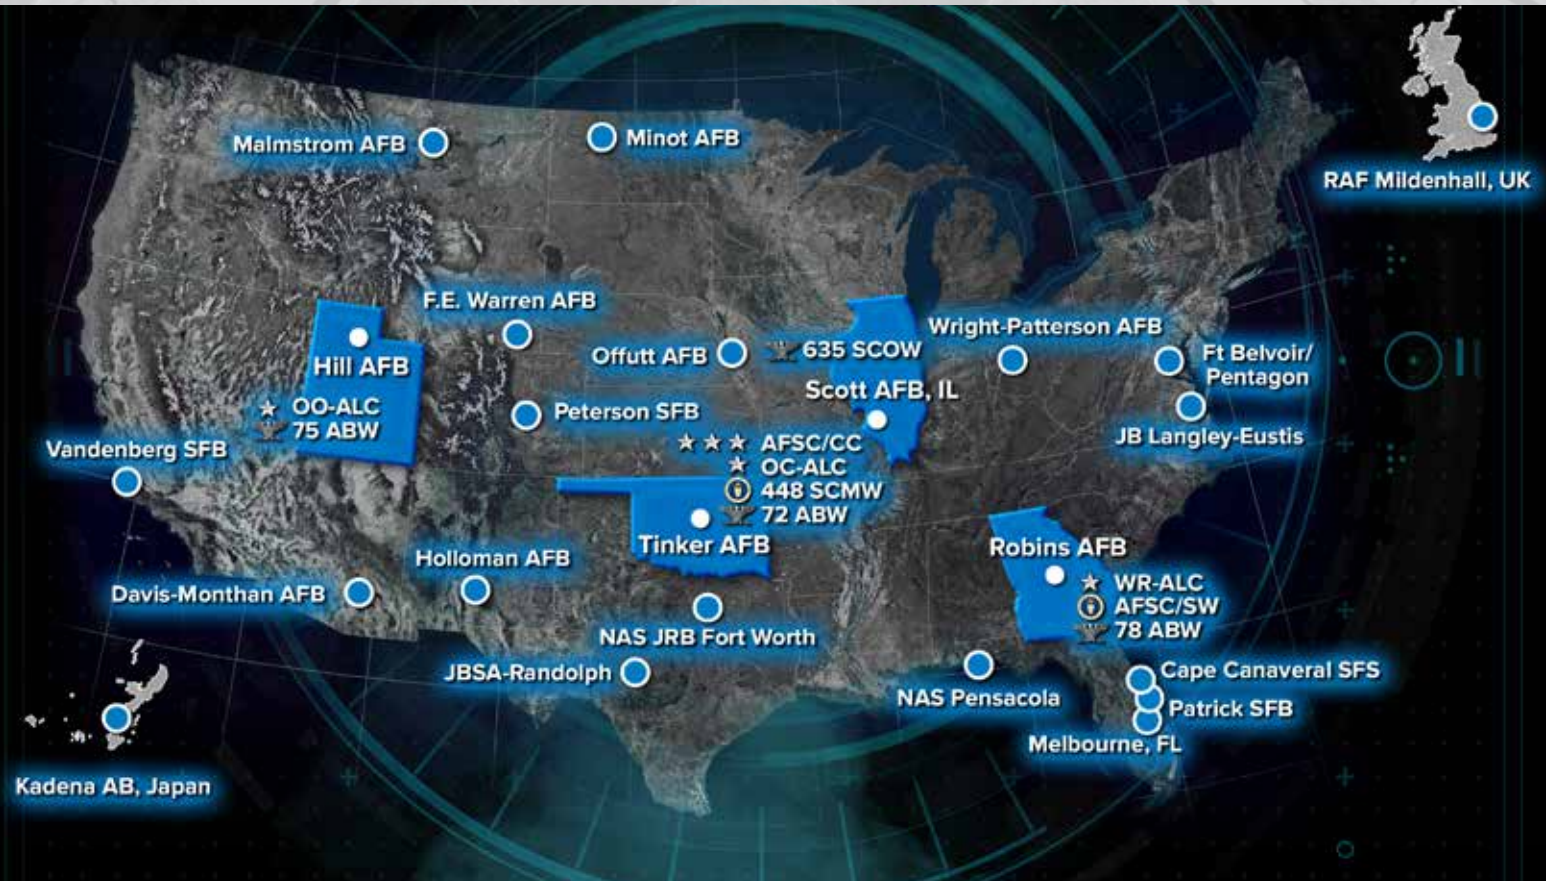 Malmstrom AFB
Minot AFB
RAF Mildenhall, UK
F.E. Warren AFB
Hill AFB
OO-ALC
75 ABW
Offutt AFB
635 SCOW
Scott AFB, IL
Wright-Patterson AFB
Ft Belvoir/
Pentagon
JB Langley-Eustis
Peterson SFB
Vandenberg SFB
AFSC/CC
OC-ALC
448 SCMW
72 ABW
Tinker AFB
Holloman AFB
Davis-Monthan AFB
Robins AFB
WR-ALC
AFSC/SW
78 ABW
NAS JRB Fort Worth
JBSA-Randolph
NAS Pensacola
Cape Canaveral SFS
Patrick SFB
Melbourne, FL
Kadena AB, Japan